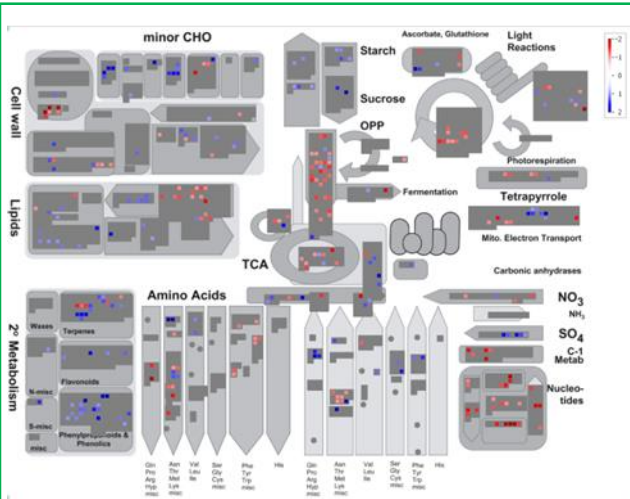 minor CHO
Cell wall
Lipids
2° Metabolism
Starch
Sucrose
OPP
Ascorbate, Glutathione
Light
Reactions
-2
-1
0
1
2
Photorespiration
Fermentation
Tetrapyrrole
Mito. Electron Transport
TCA
Carbonic anhydrases
Amino Acids
NO3
NH3
SO4
C-1
Metab
Nucleo-
tides
Waxes
Terpenes
N-misc
Flavonoids
S-misc
Phenylpropanoids &
Phenolics
misc
Gln
Pro
Arg
Hyp
misc
Asn
Thr
Met
Lys
misc
Val
Leu
Ile
Ser
Gly
Cys
misc
Phe
Tyr
Trp
misc
His
Gln
Pro
Arg
Hyp
misc
Asn
Thr
Met
Lys
misc
Val
Leu
Ile
Ser
Gly
Cys
misc
Phe
Tyr
Trp
misc
His